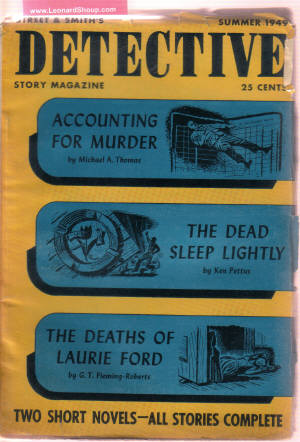 www.LeonardShoup.com
STREET & SMITH'S
SUMMER 1949
DETECTIVE
STORY MAGAZINE
25 CENTS
ACCOUNTING
FOR MURDER
by Michael A. Thomas
THE DEAD
SLEEP LIGHTLY
by Ken Pettus
THE DEATHS OF
LAURIE FORD
by G. T. Fleming-Roberts
TWO SHORT NOVELS—ALL STORIES COMPLETE